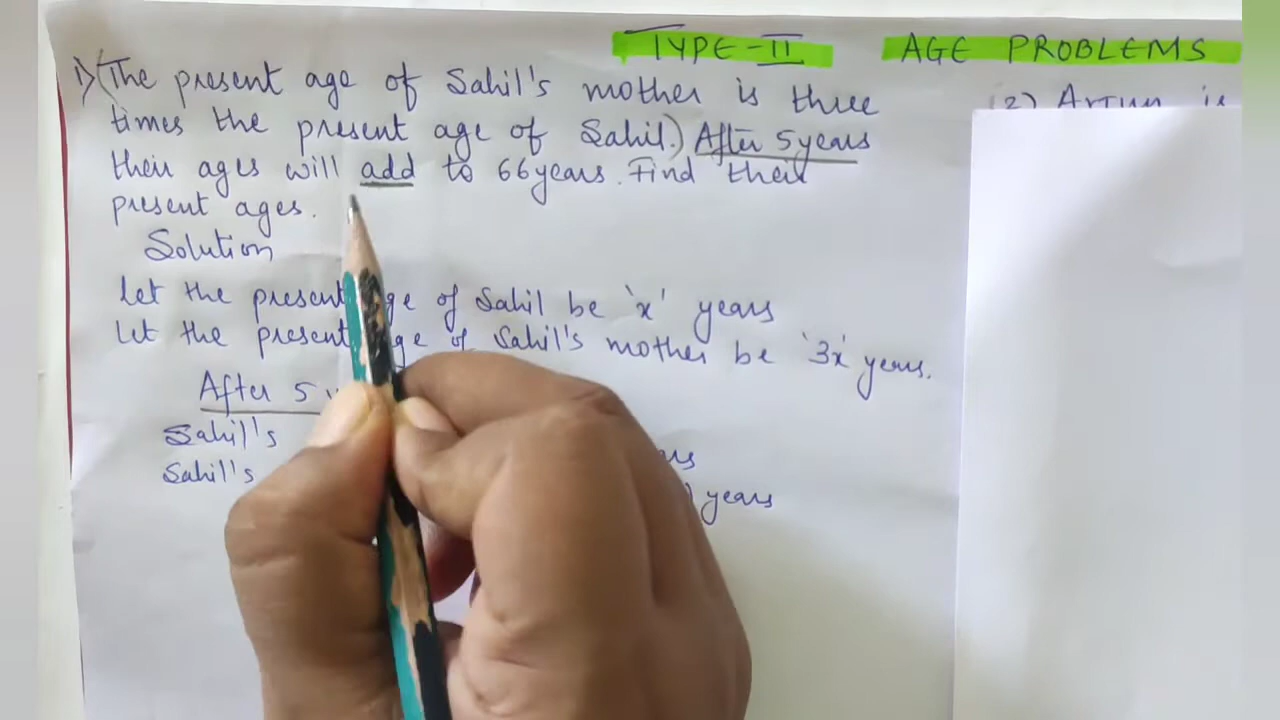 TYPE-II AGE PROBLEMS
1) (The present age of Sahil's mother is three
times the present age of Sahil.) After 5 years
their ages will add to 66 years. Find their
present ages.
Solution
Let the present age of Sahil be 'x' years
Let the present age of Sahil's mother be '3x' years.
After 5
Sahil's
Sahil's years
(2) Arjun is